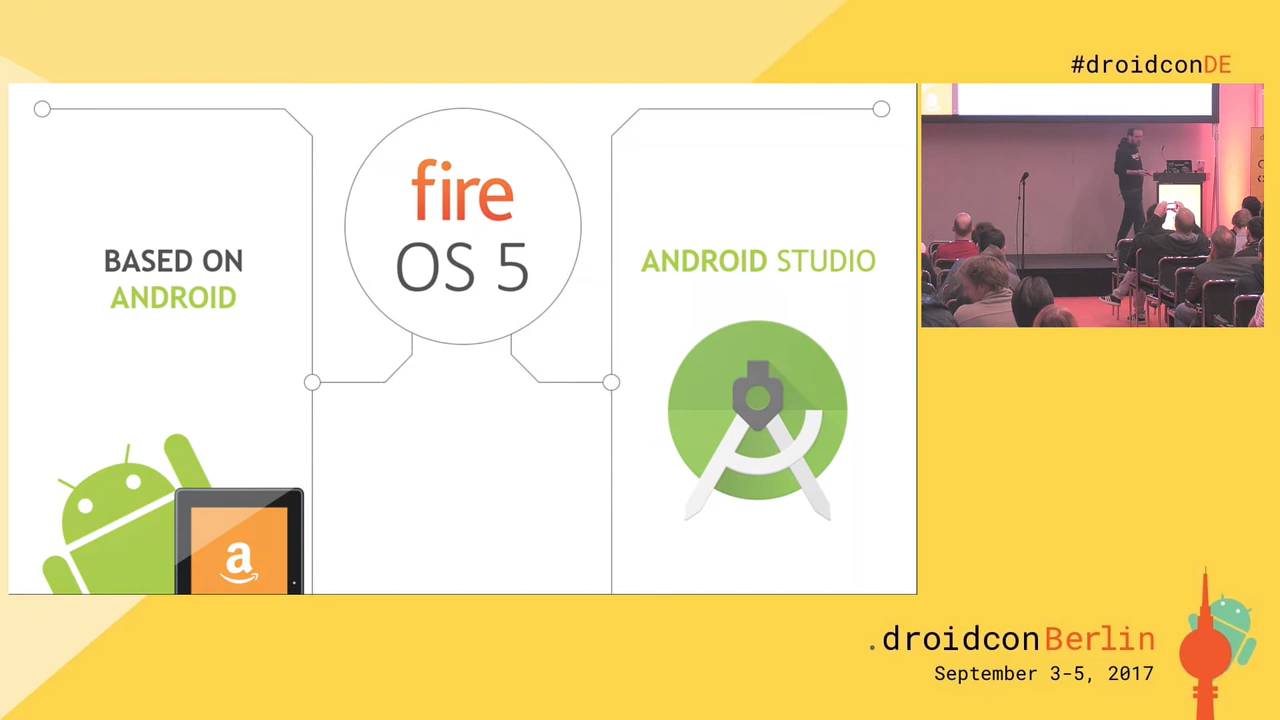 #droidconDE
BASED ON
ANDROID
fire
OS 5
ANDROID STUDIO
a
.droidconBerlin
September 3-5, 2017